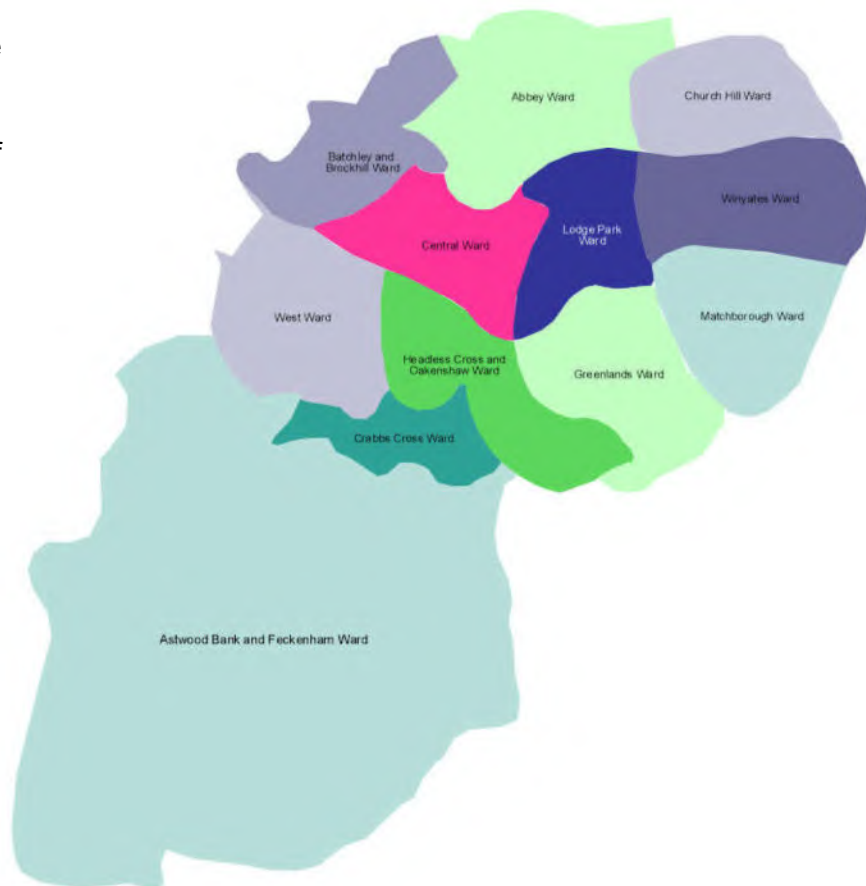 e
f
Abbey Ward
Church Hill Ward
Batchley and
Brockhill Ward
Winyates Ward
Lodge Park
Ward
Central Ward
West Ward
Matchborough Ward
Headless Cross and
Oakenshaw Ward
Greenlands Ward
Crabbs Cross Ward
Astwood Bank and Feckenham Ward